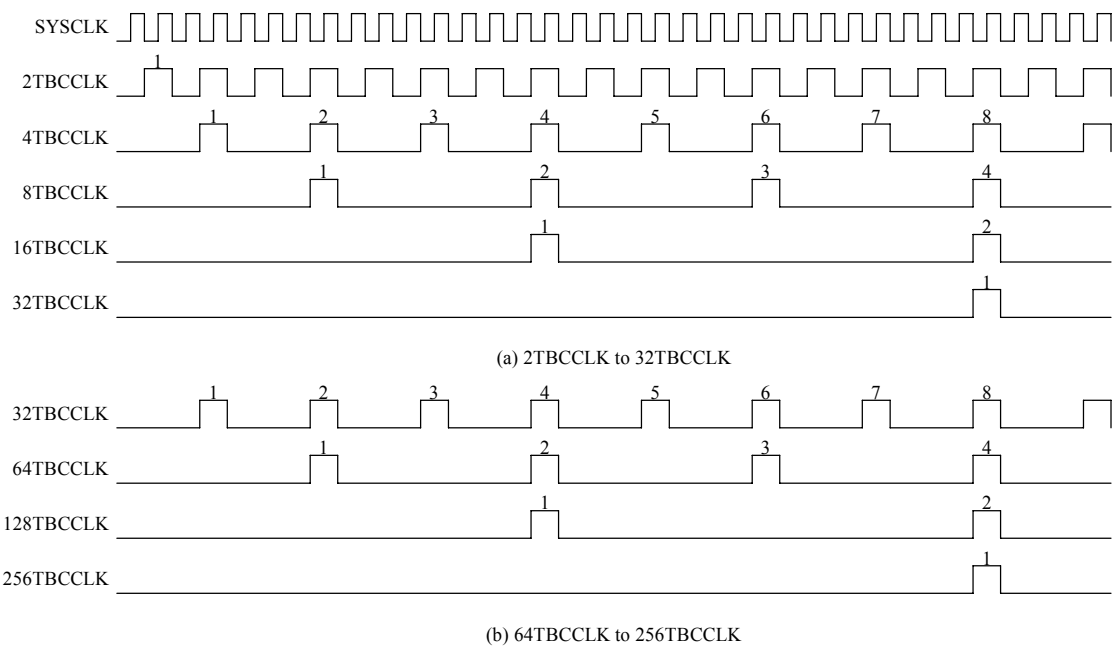 SYSCLK
1
2TBCCLK
1 2 3 4 5 6 7 8
4TBCCLK
1 2 3 4
8TBCCLK
1 2
16TBCCLK
1
32TBCCLK
(a) 2TBCCLK to 32TBCCLK
1 2 3 4 5 6 7 8
32TBCCLK
1 2 3 4
64TBCCLK
1 2
128TBCCLK
1
256TBCCLK
(b) 64TBCCLK to 256TBCCLK